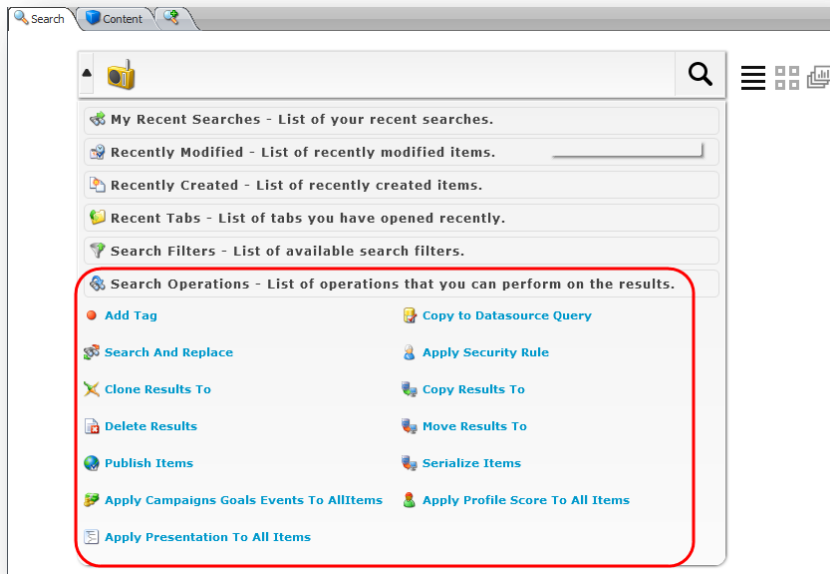 Search
Content
My Recent Searches - List of your recent searches.
Recently Modified - List of recently modified items.
Recently Created - List of recently created items.
Recent Tabs - List of tabs you have opened recently.
Search Filters - List of available search filters.
Search Operations - List of operations that you can perform on the results.
Add Tag
Copy to Datasource Query
Search And Replace
Apply Security Rule
Clone Results To
Copy Results To
Delete Results
Move Results To
Publish Items
Serialize Items
Apply Campaigns Goals Events To AllItems
Apply Profile Score To All Items
Apply Presentation To All Items